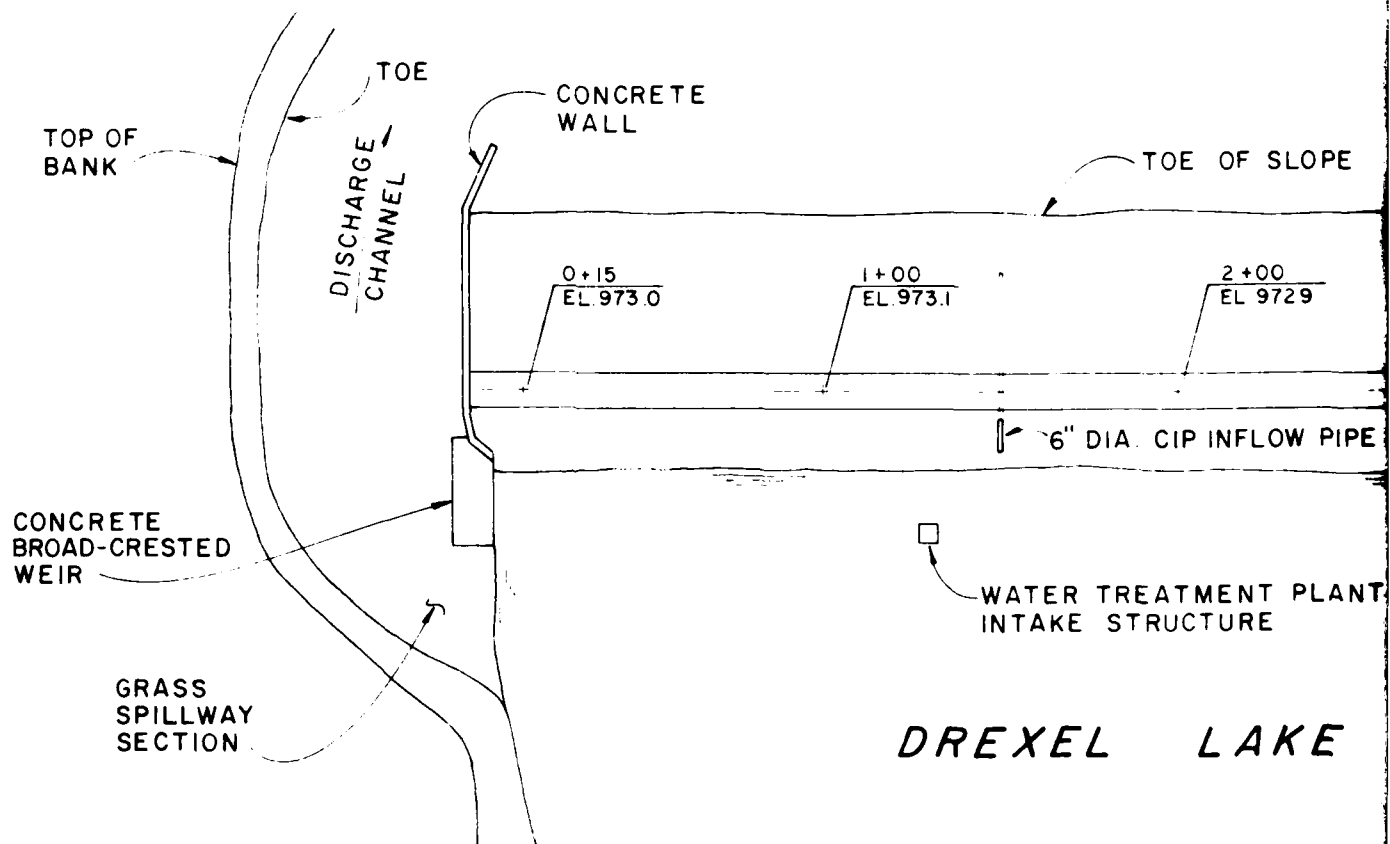 TOE
TOP OF
BANK
DISCHARGE
CHANNEL
CONCRETE
WALL
TOE OF SLOPE
0+15
EL.973.0
1+00
EL.973.1
2+00
EL 9729
6" DIA. CIP INFLOW PIPE
CONCRETE
BROAD-CRESTED
WEIR
WATER TREATMENT PLANT
INTAKE STRUCTURE
GRASS
SPILLWAY
SECTION
DREXEL LAKE